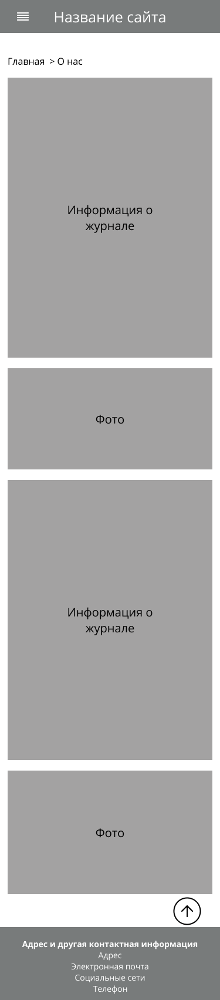 Название сайта
Главная > О нас
Информация о
журнале
Фото
Информация о
журнале
Фото
Адрес и другая контактная информация
Адрес
Электронная почта
Социальные сети
Телефон